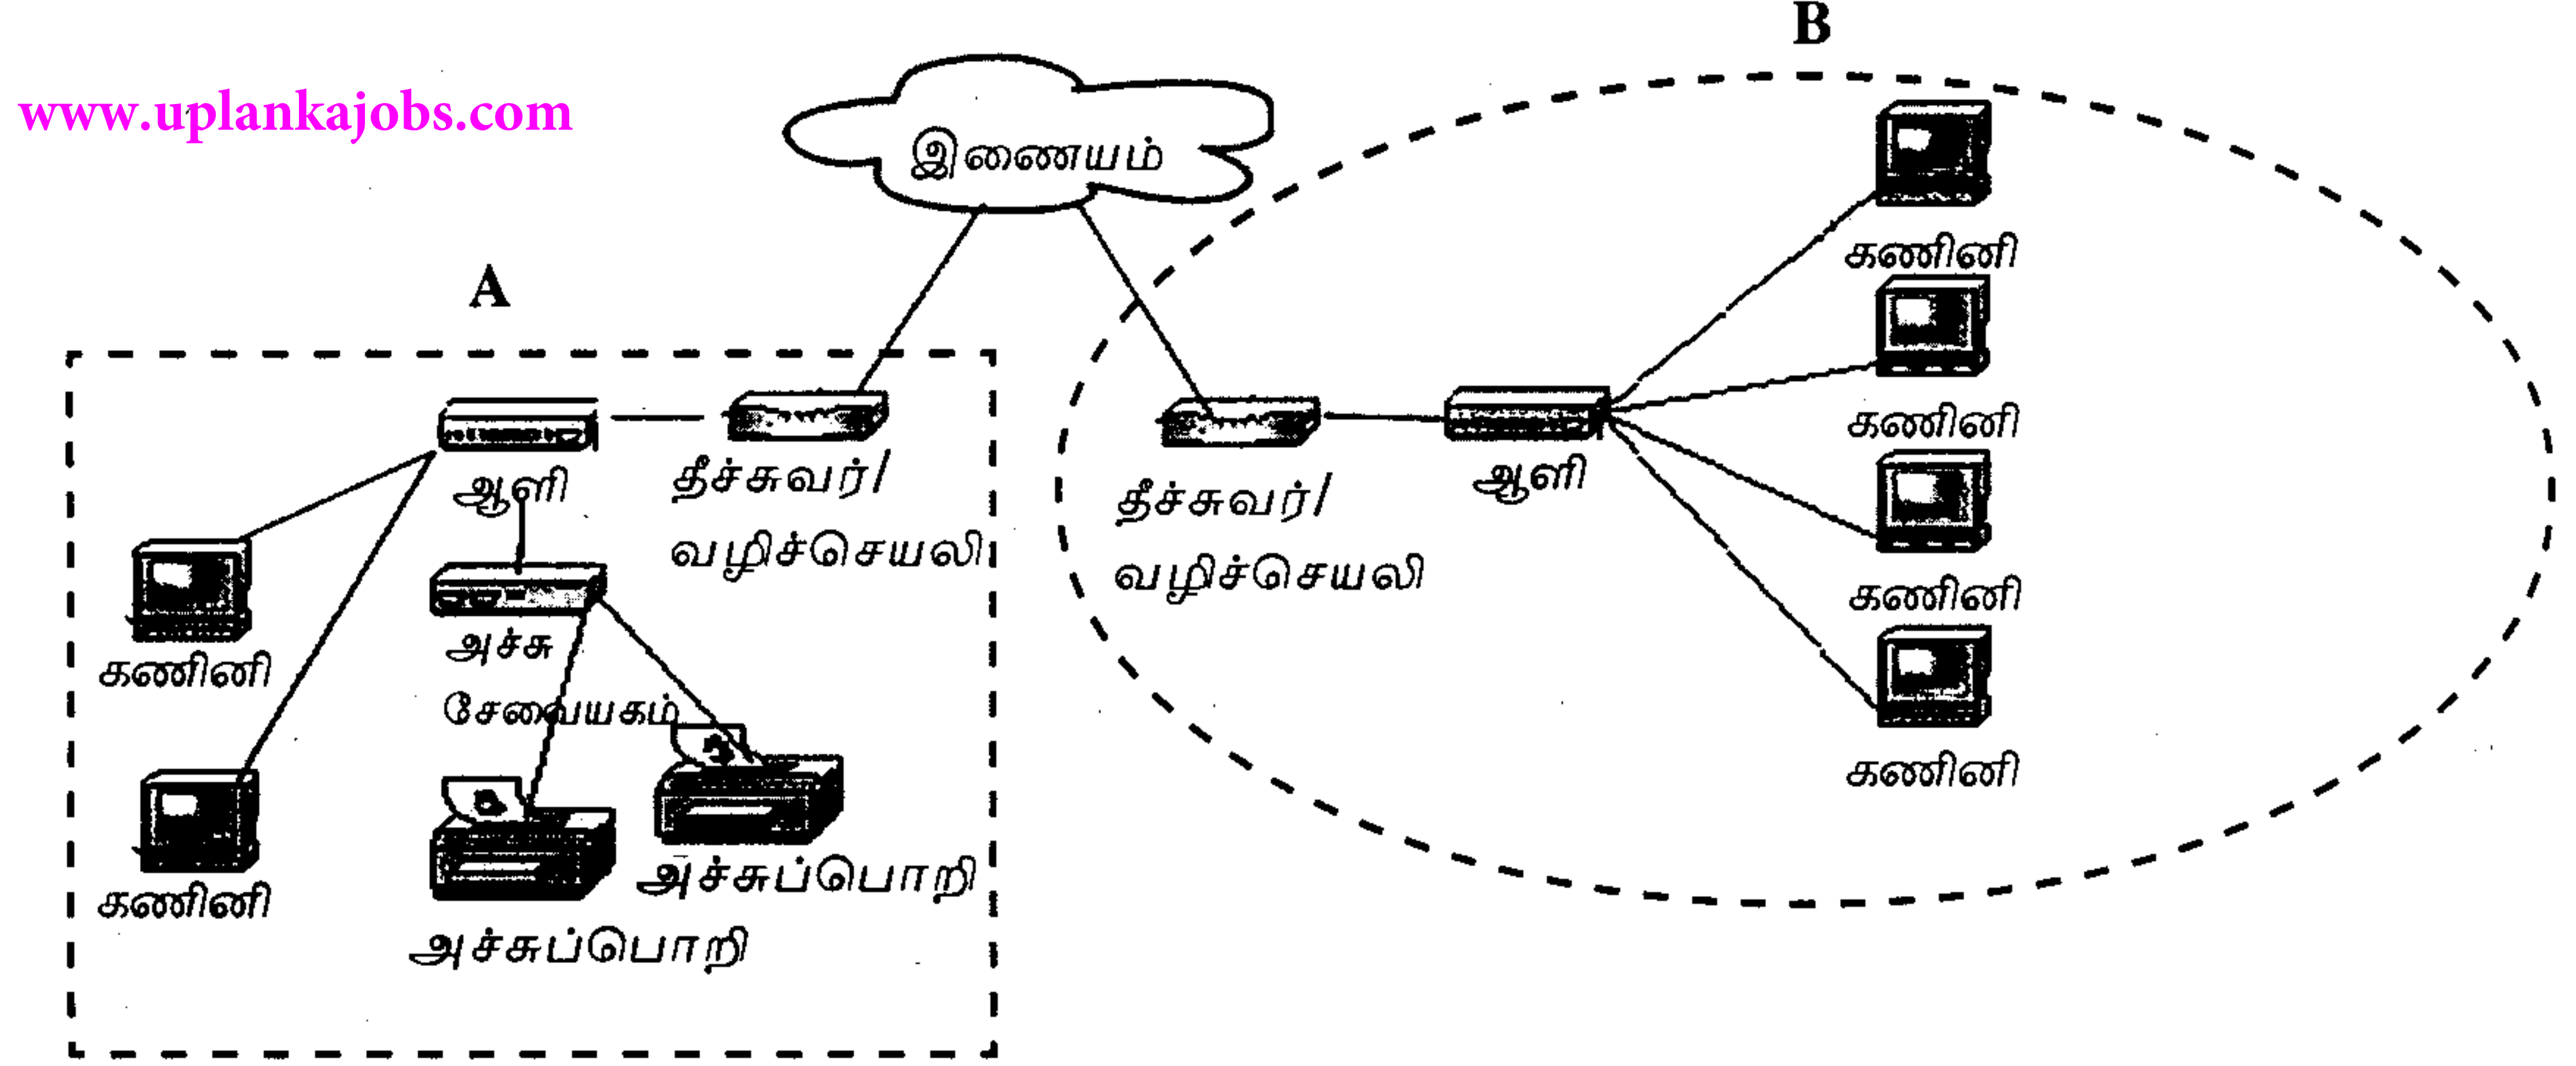 www.uplankajobs.com
இணையம்
A
ஆளி
தீச்சுவர்/
வழிச்செயலி
கணினி
அச்சு
சேவையகம்
கணினி
அச்சுப்பொறி
அச்சுப்பொறி
B
தீச்சுவர்/
வழிச்செயலி
ஆளி
கணினி
கணினி
கணினி
கணினி